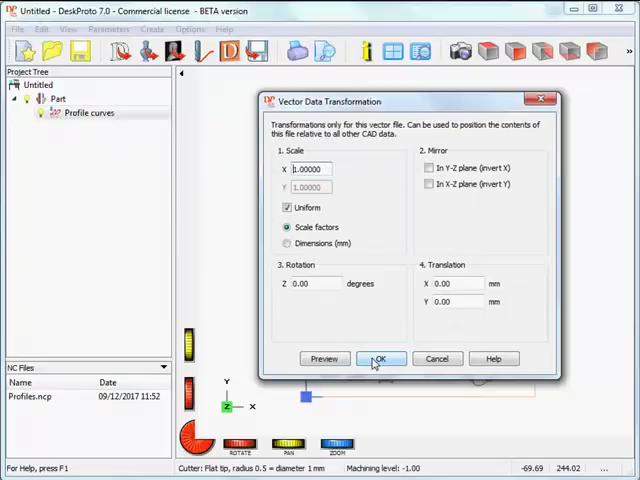 Untitled - DeskProto 7.0 - Commercial license - BETA version
File Edit View Parameters Create Options Help
Project Tree
Untitled
Part
Profile curves
NC Files
Name Date modified
Profiles.ncp 09/12/2017 11:52
Vector Data Transformation
Transformations only for this vector file. Can be used to position the contents of
this file relative to all other CAD data.
1. Scale
X 1.00000
Y 1.00000
Uniform
Scale factors
Dimensions (mm)
2. Mirror
In Y-Z plane (invert X)
In X-Z plane (invert Y)
3. Rotation
Z 0.00 degrees
4. Translation
X 0.00 mm
Y 0.00 mm
Preview OK Cancel Help
Y
Z X
ROTATE PAN ZOOM
For Help, press F1
Cutter: Flat tip, radius 0.5 = diameter 1 mm
Machining level: -1.00
-69.69 244.02 ...